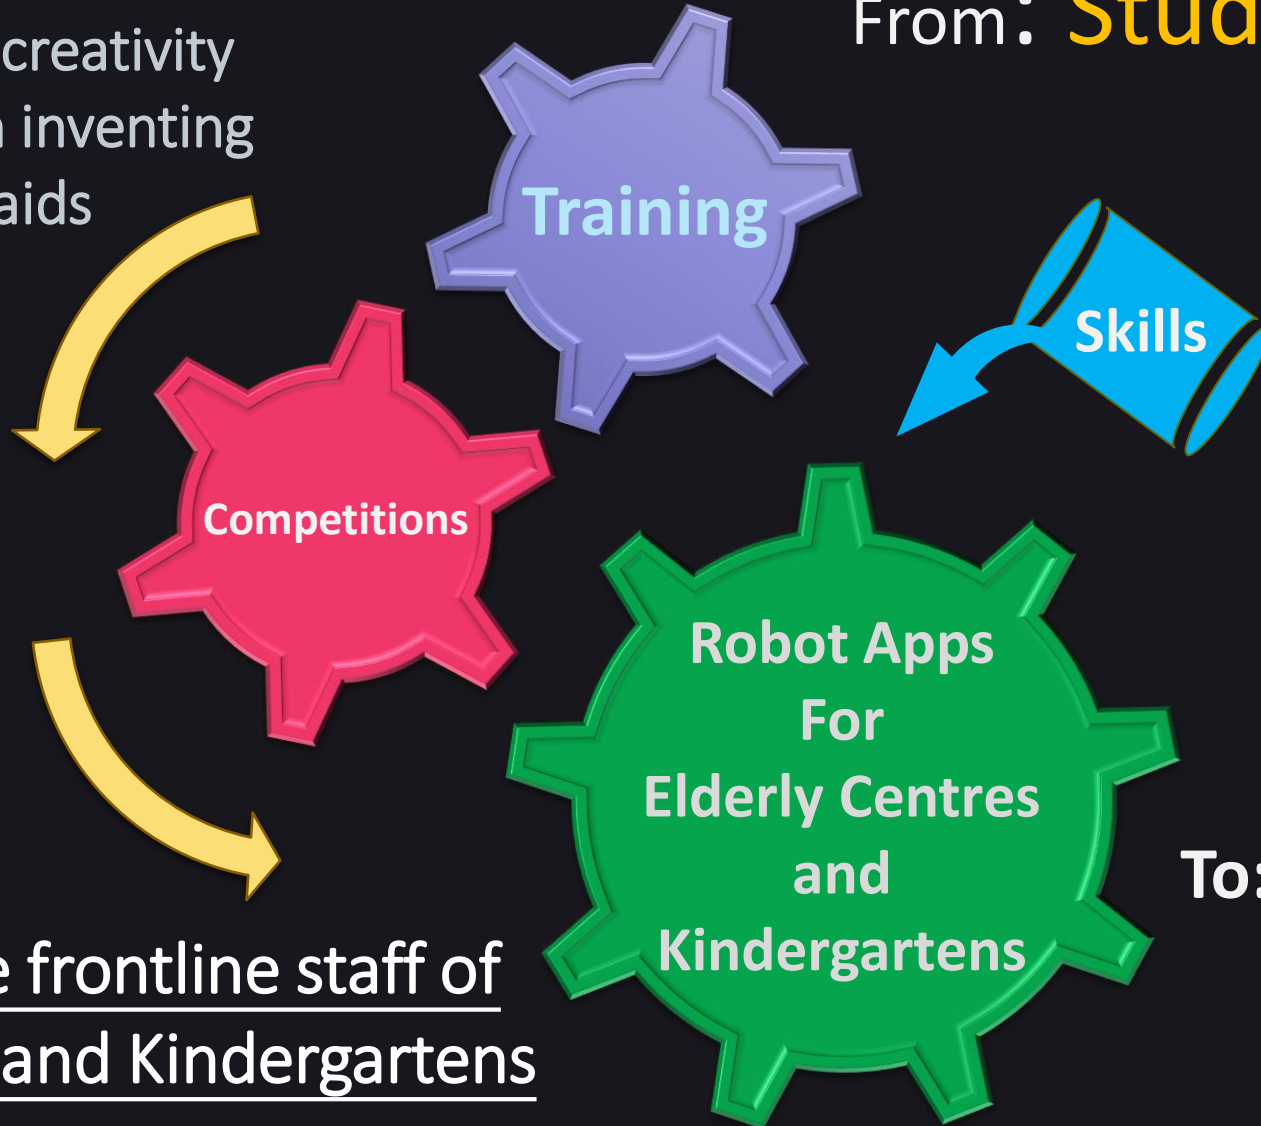 From: Stud
creativity
inventing
aids
Training
Skills
Competitions
Robot Apps
For
Elderly Centres
and
Kindergartens
To:
frontline staff of
and Kindergartens